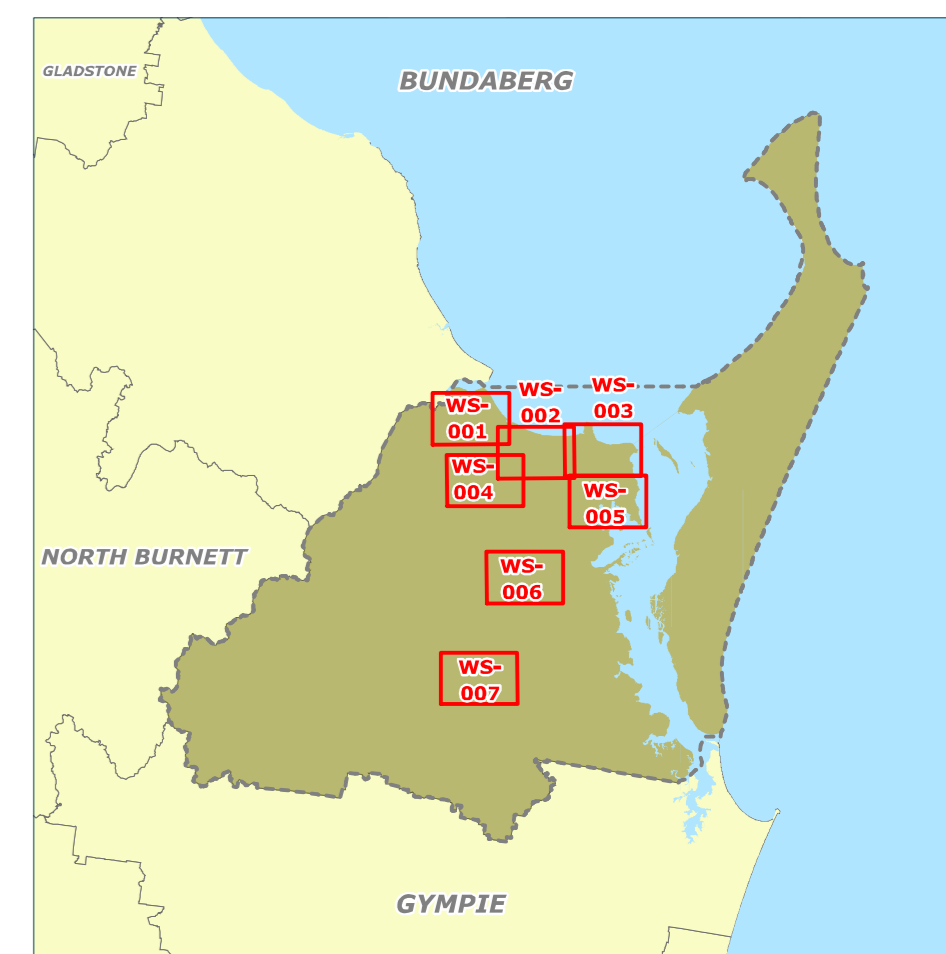 GLADSTONE
BUNDABERG
WS-
001
WS-
002
WS-
003
WS-
004
WS-
005
NORTH BURNETT
WS-
006
WS-
007
GYMPIE